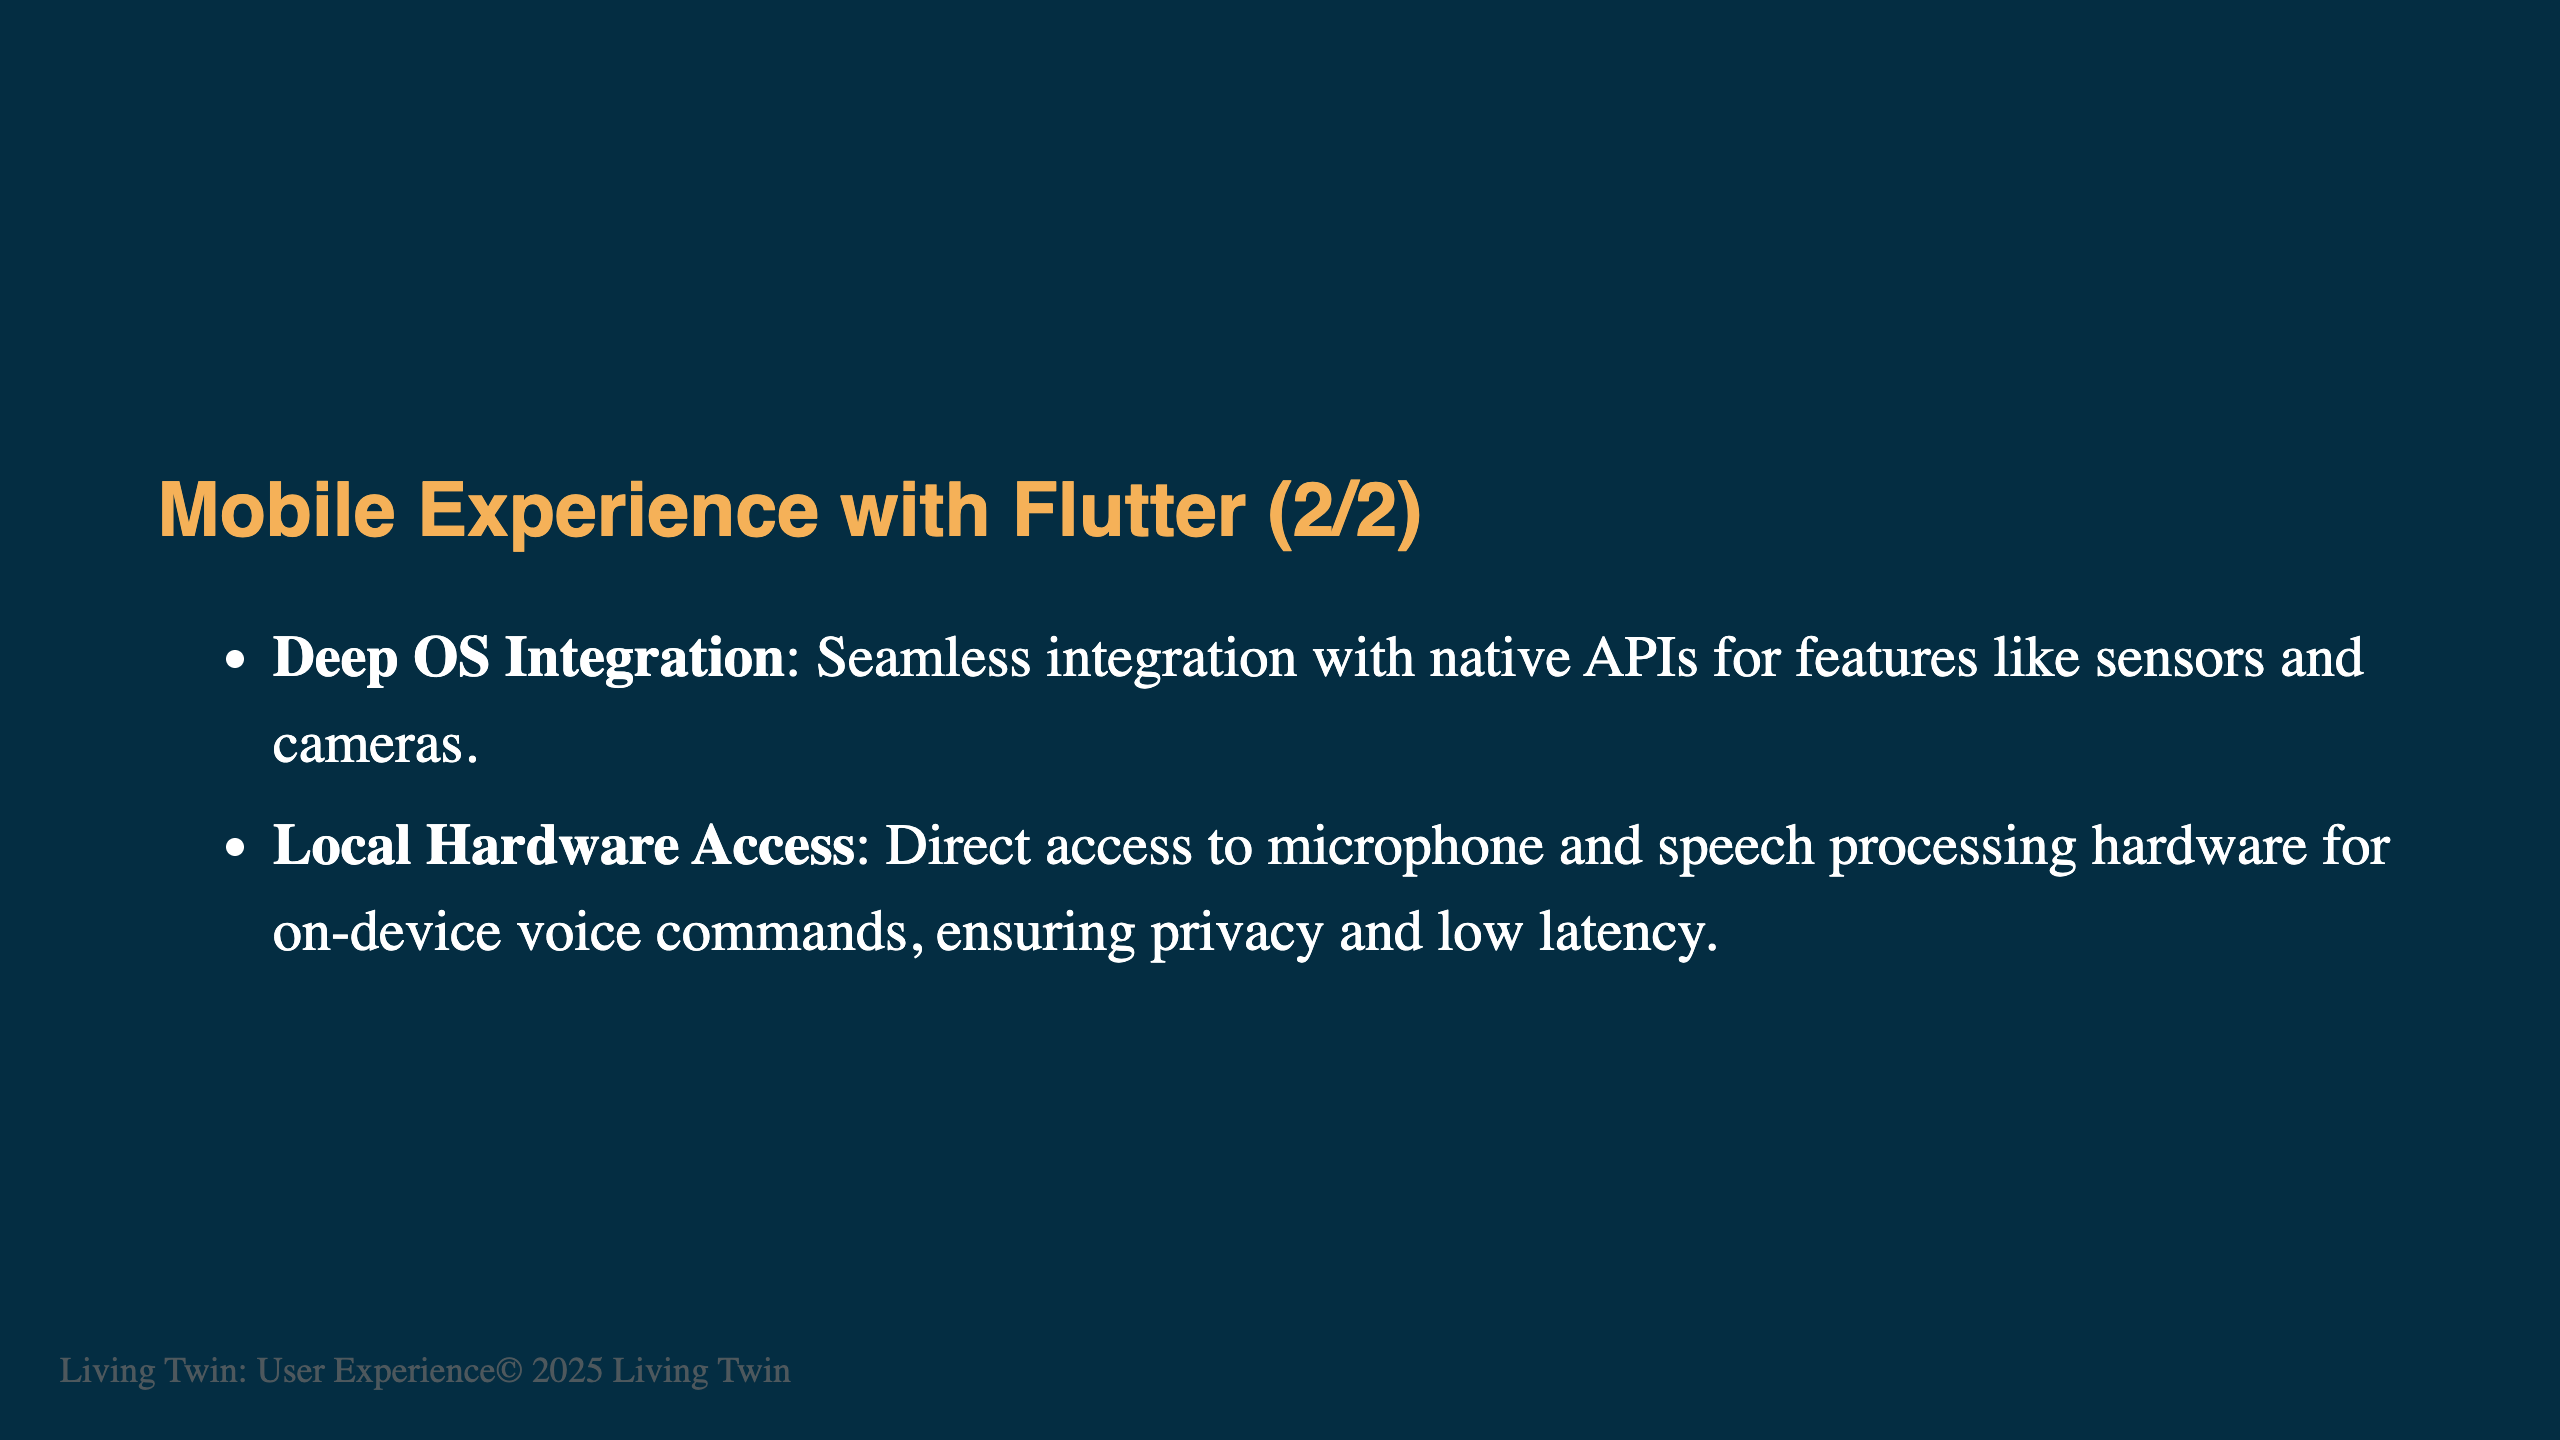 Mobile Experience with Flutter (2/2)
• Deep OS Integration: Seamless integration with native APIs for features like sensors and
cameras.
• Local Hardware Access: Direct access to microphone and speech processing hardware for
on-device voice commands, ensuring privacy and low latency.
Living Twin: User Experience© 2025 Living Twin